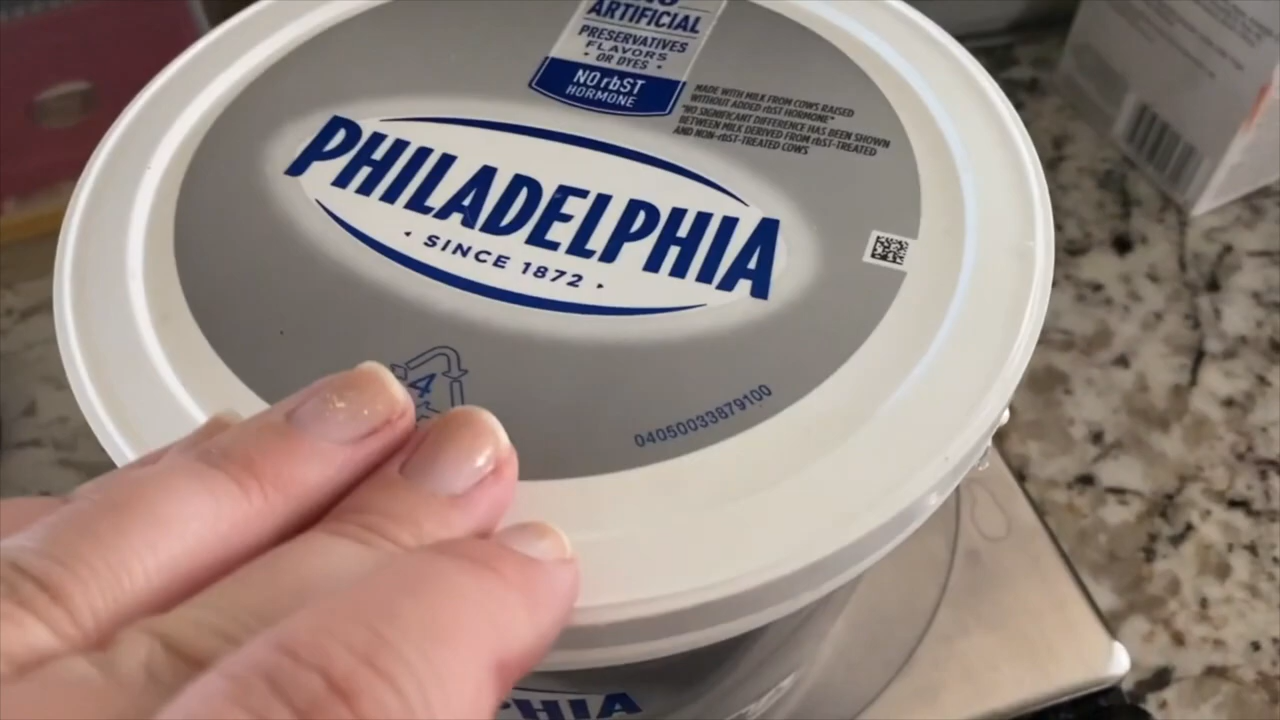 ARTIFICIAL
PRESERVATIVES
FLAVORS
• OR DYES •
NO rbST
HORMONE
MADE WITH MILK FROM COWS RAISED
WITHOUT ADDED rbST HORMONE*
*NO SIGNIFICANT DIFFERENCE HAS BEEN SHOWN
BETWEEN MILK DERIVED FROM rbST-TREATED
AND NON-rbST-TREATED COWS
PHILADELPHIA
SINCE 1872
4
04050033879100
PHIA